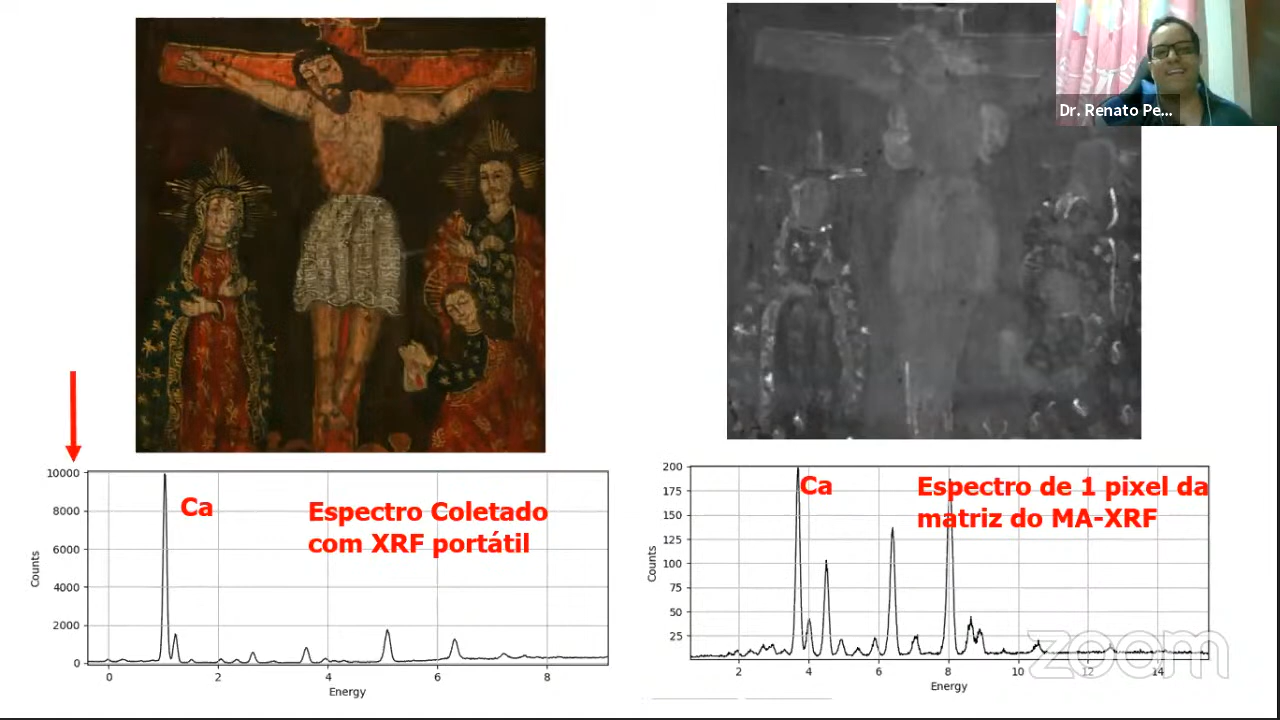 Dr. Renato Pe...
10000
8000
6000
4000
2000
0
Counts
Ca
Espectro Coletado
com XRF portátil
0 2 4 6 8
Energy
200
175
150
125
100
75
50
25
Counts
Ca
Espectro de 1 pixel da
matriz do MA-XRF
2 4 6 8 10 12 14
Energy
zoom